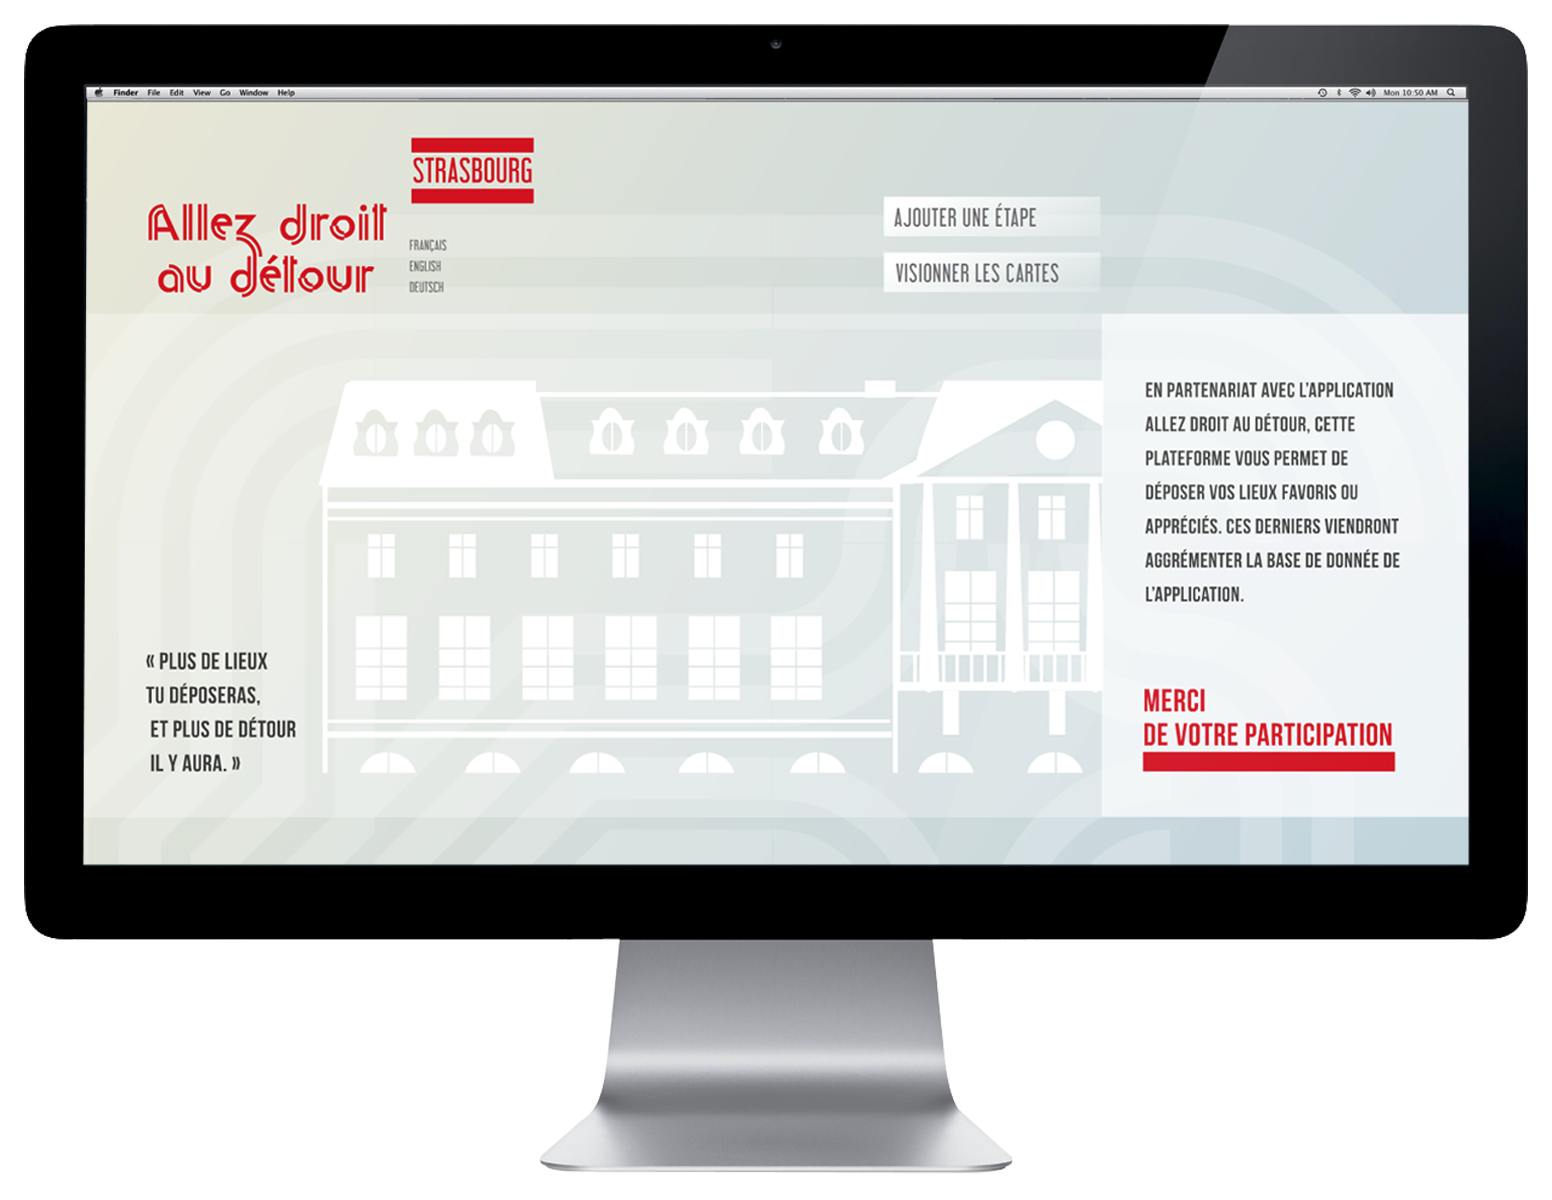 Finder File Edit View Go Window Help
Mon 10:50 AM
STRASBOURG
Allez droit
au détour
FRANÇAIS
ENGLISH
DEUTSCH
AJOUTER UNE ÉTAPE
VISIONNER LES CARTES
EN PARTENARIAT AVEC L'APPLICATION
ALLEZ DROIT AU DÉTOUR, CETTE
PLATEFORME VOUS PERMET DE
DÉPOSER VOS LIEUX FAVORIS OU
APPRÉCIÉS. CES DERNIERS VIENDRONT
AGGRÉMENTER LA BASE DE DONNÉE DE
L'APPLICATION.
« PLUS DE LIEUX
TU DÉPOSERAS,
ET PLUS DE DÉTOUR
IL Y AURA. »
MERCI
DE VOTRE PARTICIPATION